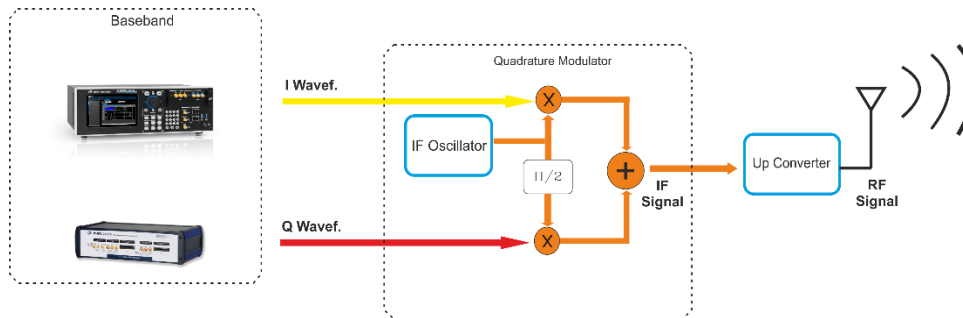 Baseband
Quadrature Modulator
I Wavef.
X
IF Oscillator
Π/2
+
IF
Signal
Up Converter
RF
Signal
Q Wavef.
X